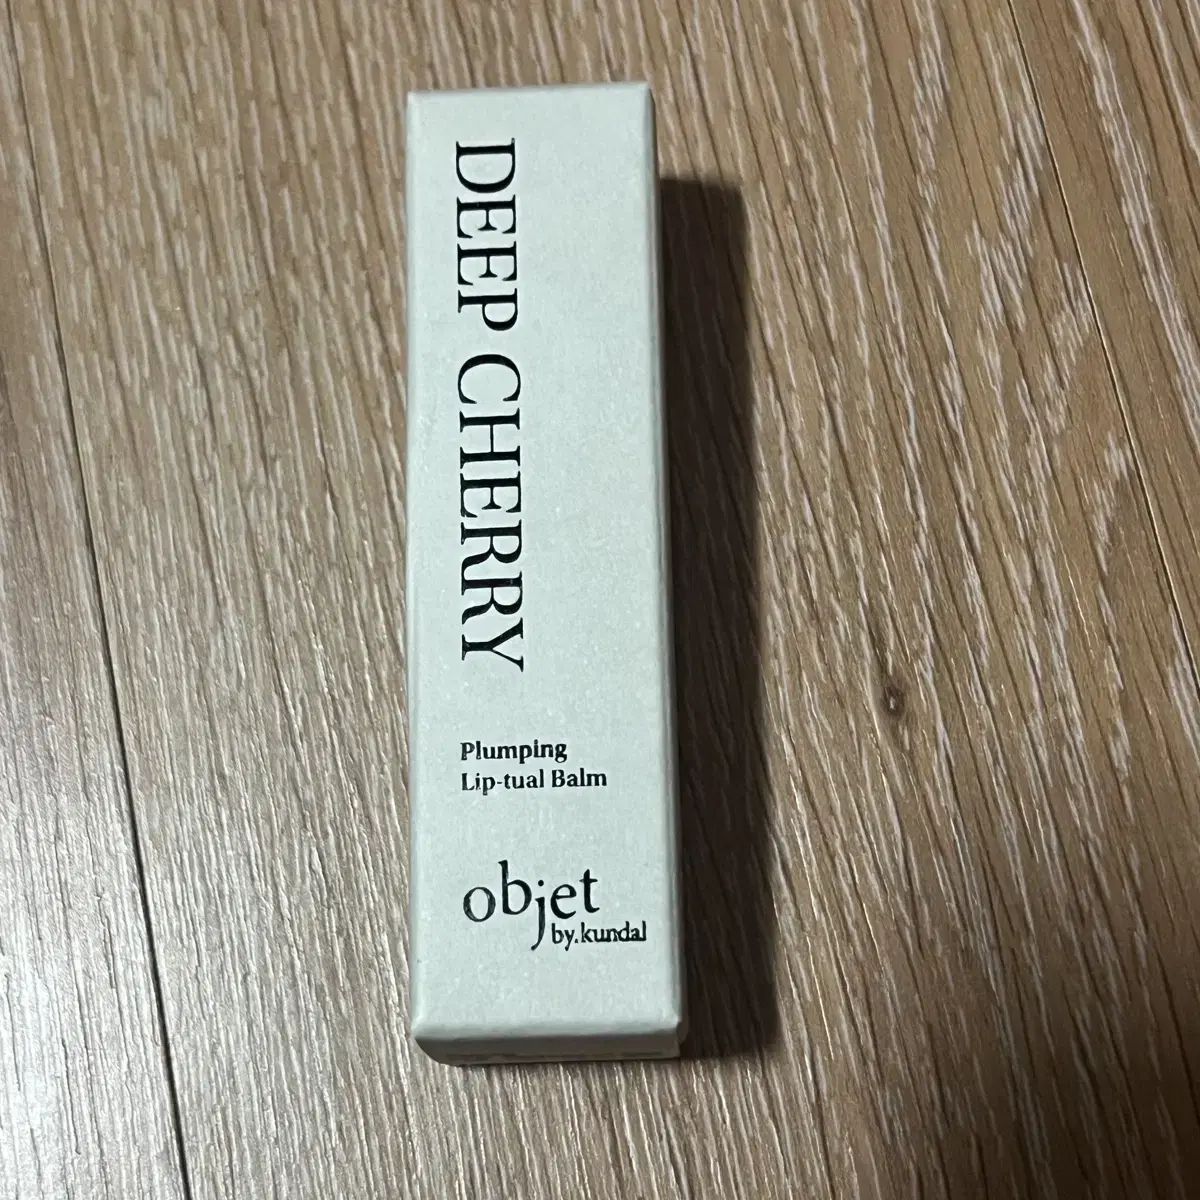 DEEP CHERRY
Plumping
Lip-tual Balm
objet
by.kundal